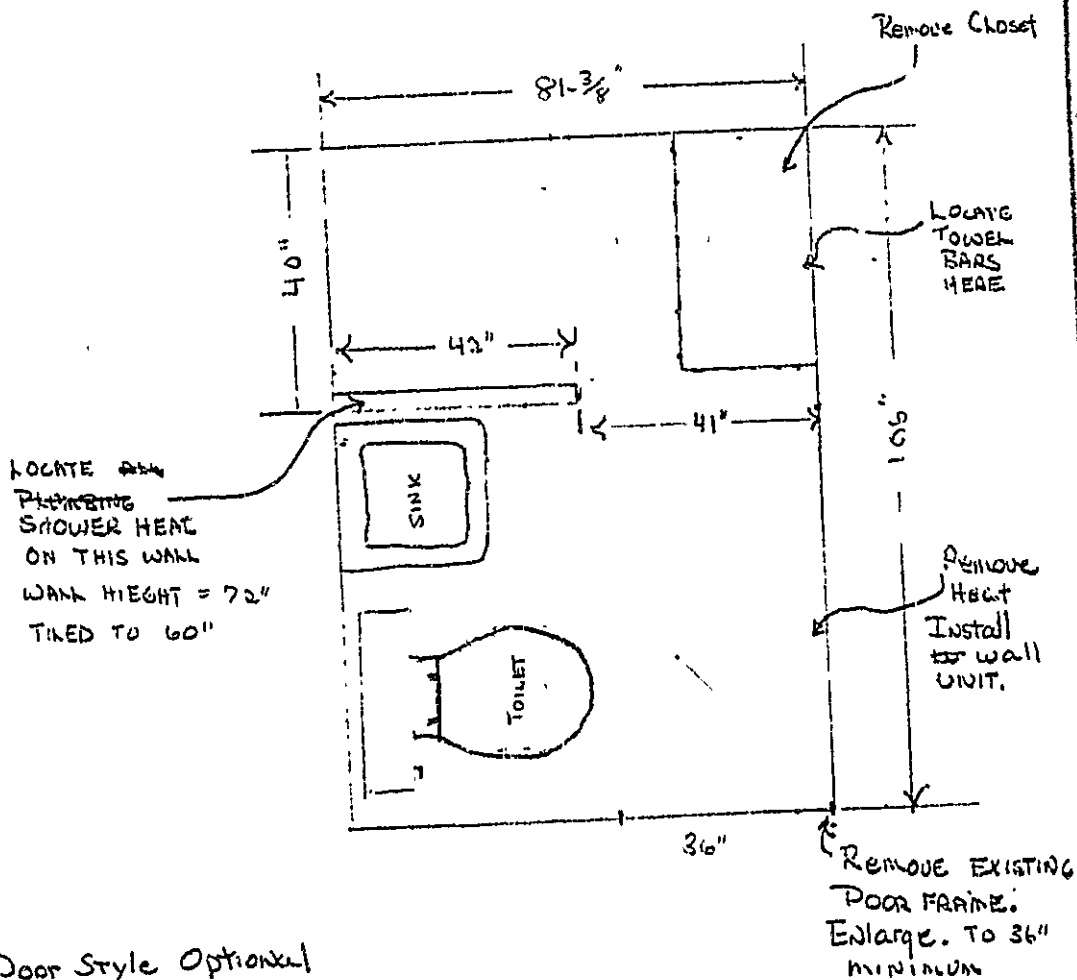 Remove Closet
81-3/8"
LOCATE
TOWEL
BARS
HERE
40"
42"
41"
105"
LOCATE
PLUMBING
SHOWER HEAD
ON THIS WALL
WALL HIEGHT = 72"
TILED TO 60"
SINK
TOILET
Remove
Heat
Install
wall
UNIT.
36"
REMOVE EXISTING
DOOR FRAME.
Enlarge. TO 36"
MINIMUM
Door Style Optional